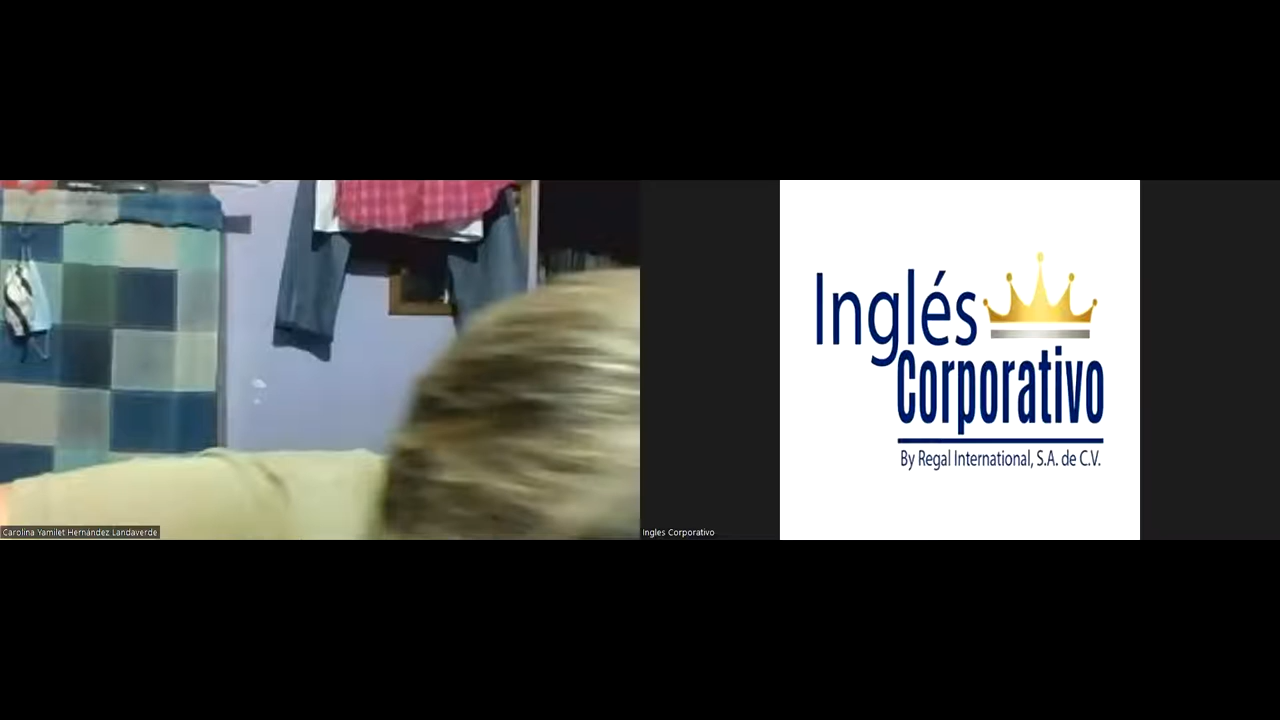 Inglés
Corporativo
By Regal International, S.A. de C.V.
Carolina Yamilet Hernández Landaverde
Ingles Corporativo